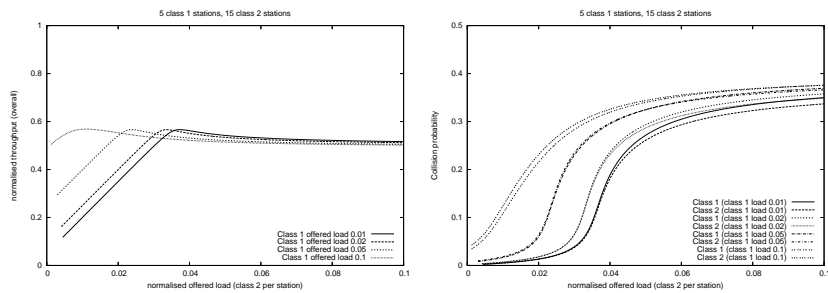 5 class 1 stations, 15 class 2 stations
normalised throughput (overall)
1
0.8
0.6
0.4
0.2
0
0
0.02
0.04
0.06
0.08
0.1
normalised offered load (class 2 per station)
Class 1 offered load 0.01
Class 1 offered load 0.02
Class 1 offered load 0.05
Class 1 offered load 0.1
5 class 1 stations, 15 class 2 stations
Collision probability
0.5
0.4
0.3
0.2
0.1
0
0
0.02
0.04
0.06
0.08
0.1
normalised offered load (class 2 per station)
Class 1 (class 1 load 0.01)
Class 2 (class 1 load 0.01)
Class 1 (class 1 load 0.02)
Class 2 (class 1 load 0.02)
Class 1 (class 1 load 0.05)
Class 2 (class 1 load 0.05)
Class 1 (class 1 load 0.1)
Class 2 (class 1 load 0.1)